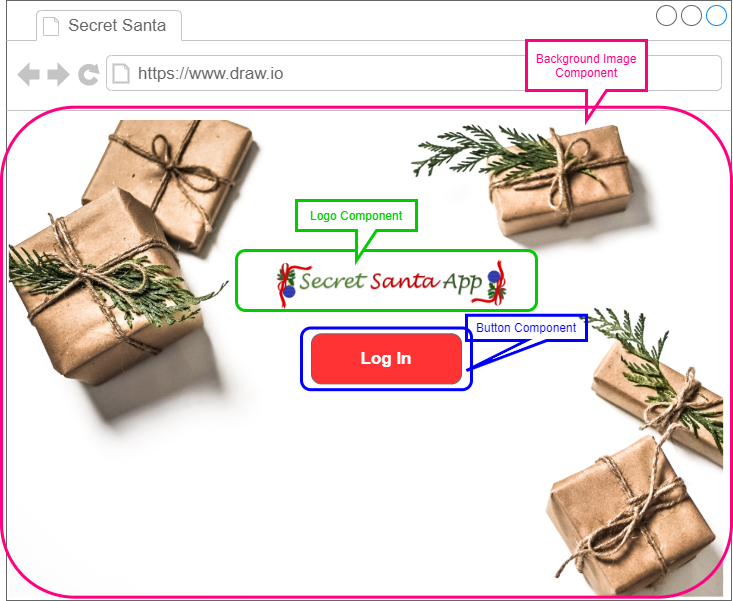 Secret Santa
https://www.draw.io
Background Image
Component
Logo Component
Secret Santa App
Button Component
Log In